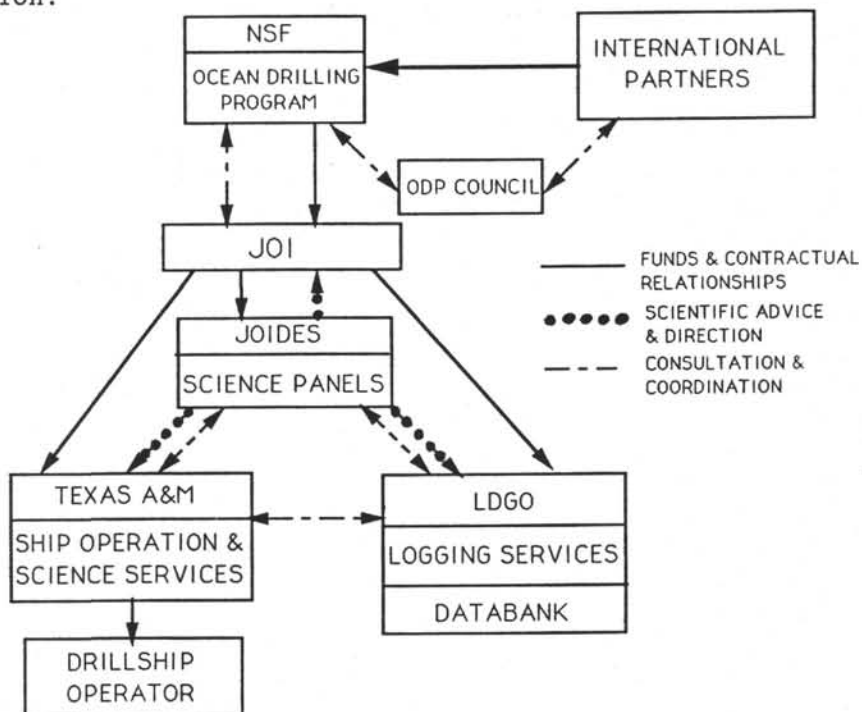 ion.
NSF
OCEAN DRILLING
PROGRAM
INTERNATIONAL
PARTNERS
ODP COUNCIL
JOI
FUNDS & CONTRACTUAL
RELATIONSHIPS
SCIENTIFIC ADVICE
& DIRECTION
CONSULTATION &
COORDINATION
JOIDES
SCIENCE PANELS
TEXAS A&M
SHIP OPERATION &
SCIENCE SERVICES
LDGO
LOGGING SERVICES
DATABANK
DRILLSHIP
OPERATOR